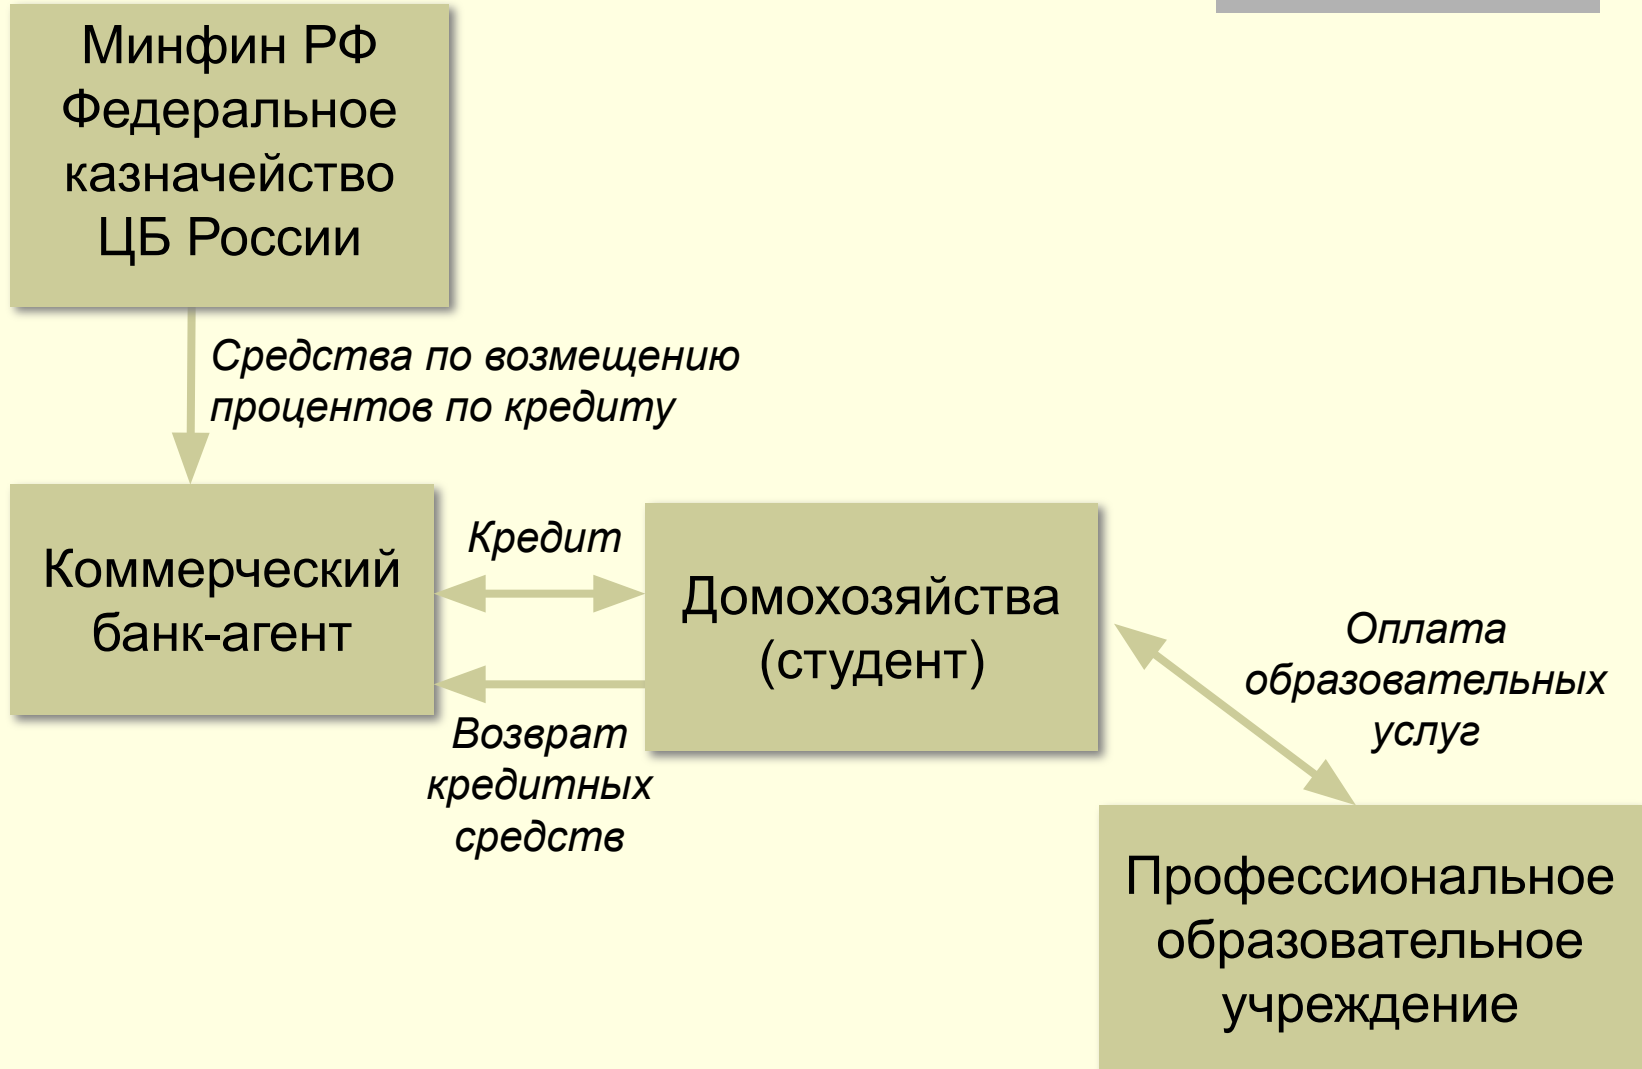 Минфин РФ
Федеральное
казначейство
ЦБ России
Средства по возмещению
процентов по кредиту
Коммерческий
банк-агент
Кредит
Возврат
кредитных
средств
Домохозяйства
(студент)
Оплата
образовательных
услуг
Профессиональное
образовательное
учреждение